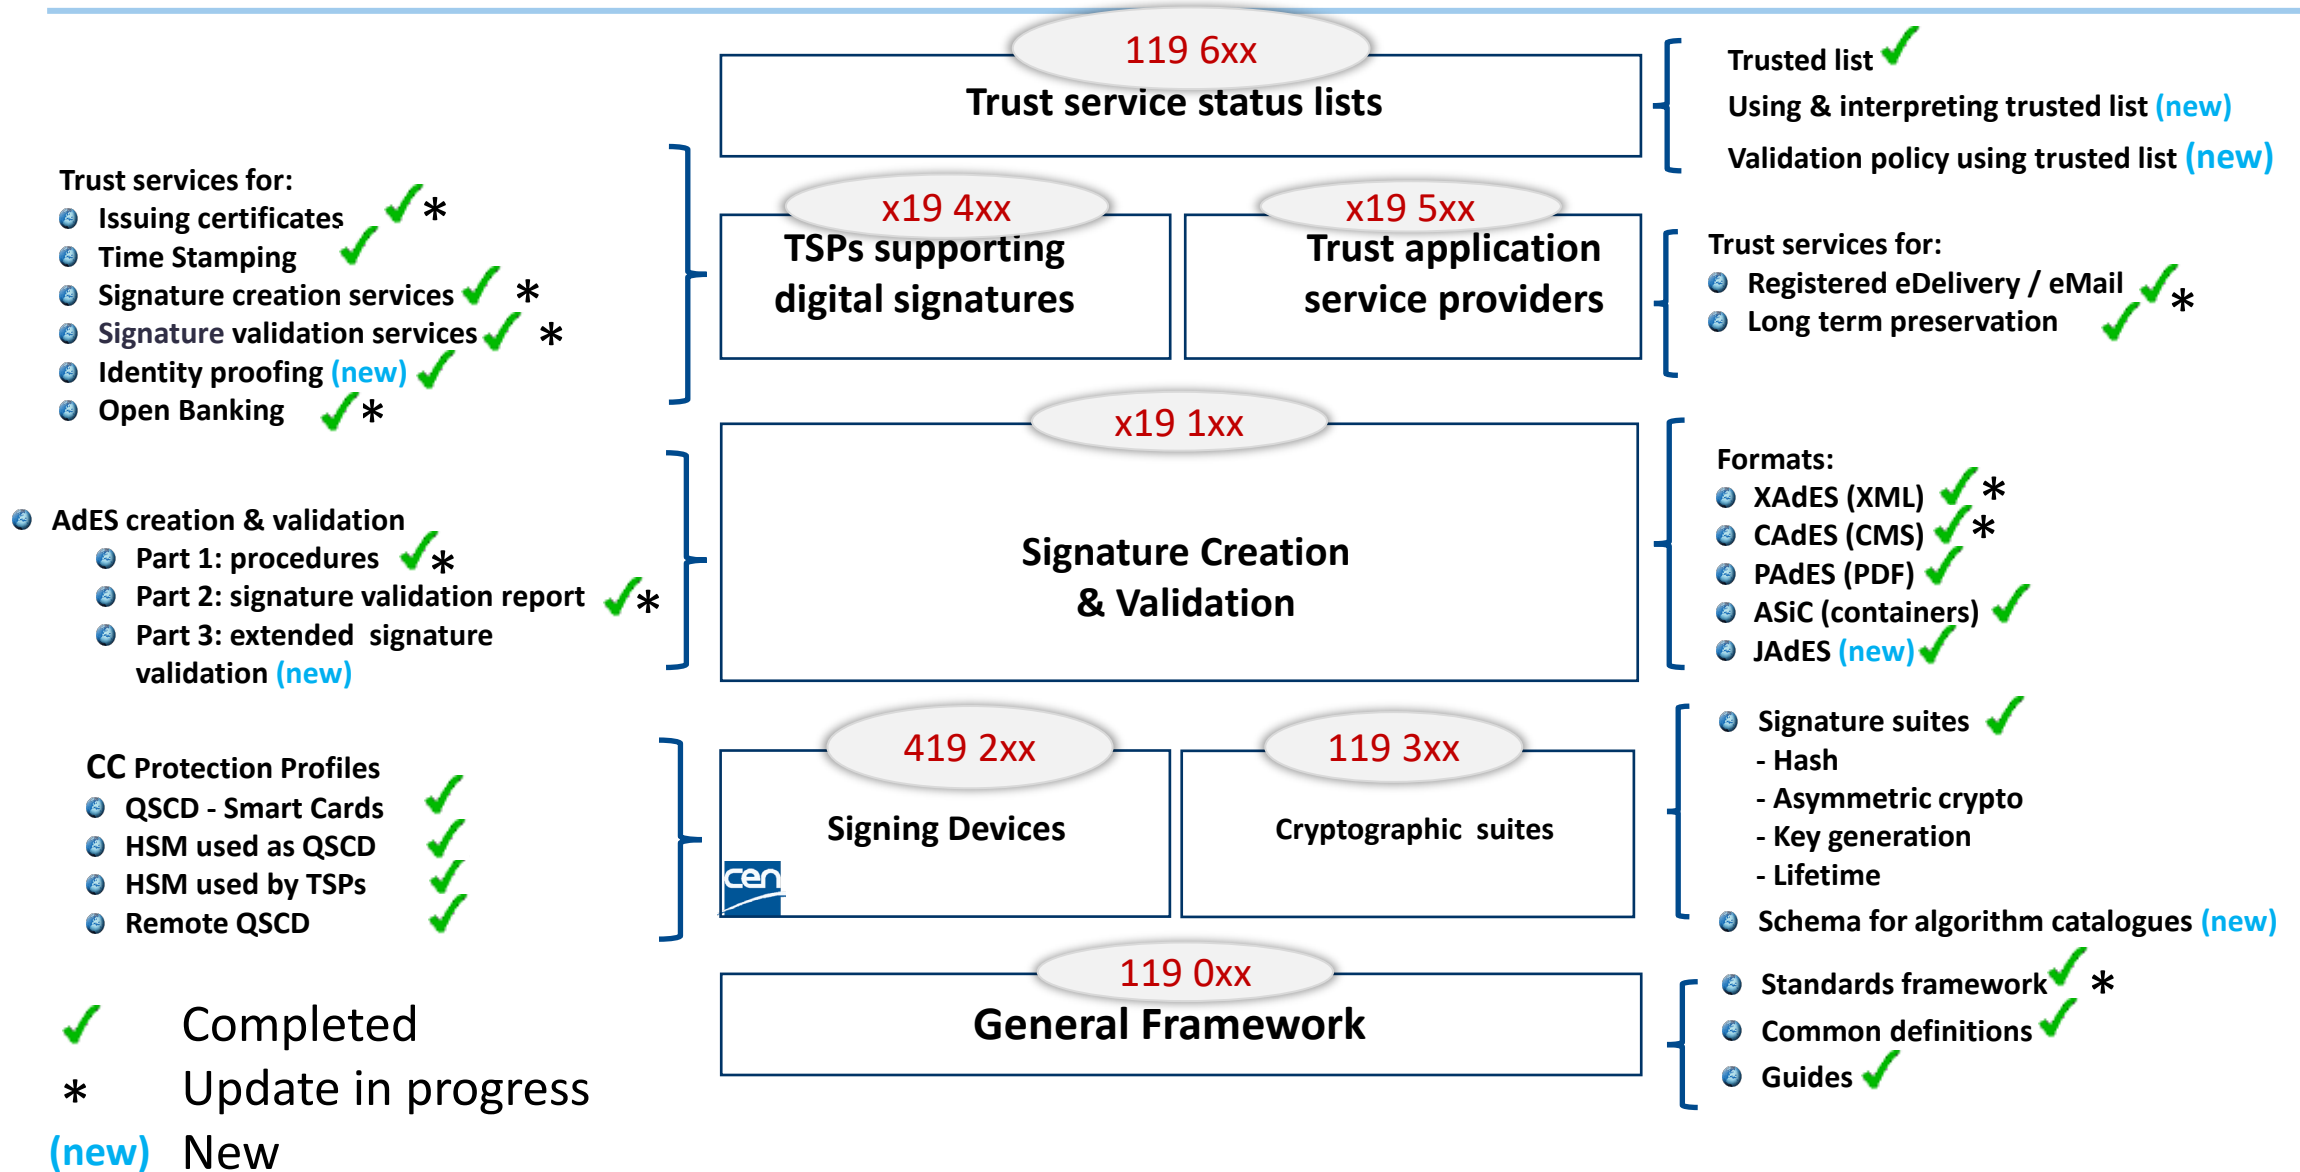 119 6xx
Trust service status lists
Trusted list
Using & interpreting trusted list (new)
Validation policy using trusted list (new)
Trust services for:
Issuing certificates *
Time Stamping
Signature creation services *
Signature validation services *
Identity proofing (new)
Open Banking *
x19 4xx
TSPs supporting
digital signatures
x19 5xx
Trust application
service providers
Trust services for:
Registered eDelivery / eMail
Long term preservation *
x19 1xx
Signature Creation
& Validation
AdES creation & validation
Part 1: procedures *
Part 2: signature validation report *
Part 3: extended signature
validation (new)
Formats:
XAdES (XML) *
CAdES (CMS) *
PAdES (PDF)
ASiC (containers)
JAdES (new)
CC Protection Profiles
QSCD - Smart Cards
HSM used as QSCD
HSM used by TSPs
Remote QSCD
419 2xx
Signing Devices
cen
119 3xx
Cryptographic suites
Signature suites
- Hash
- Asymmetric crypto
- Key generation
- Lifetime
Schema for algorithm catalogues (new)
119 0xx
General Framework
Standards framework *
Common definitions
Guides
Completed
* Update in progress
(new) New